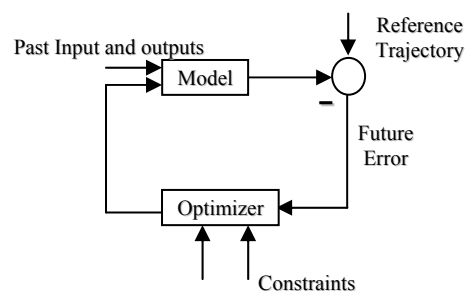 Reference
Trajectory
Past Input and outputs
Model
–
Future
Error
Optimizer
Constraints